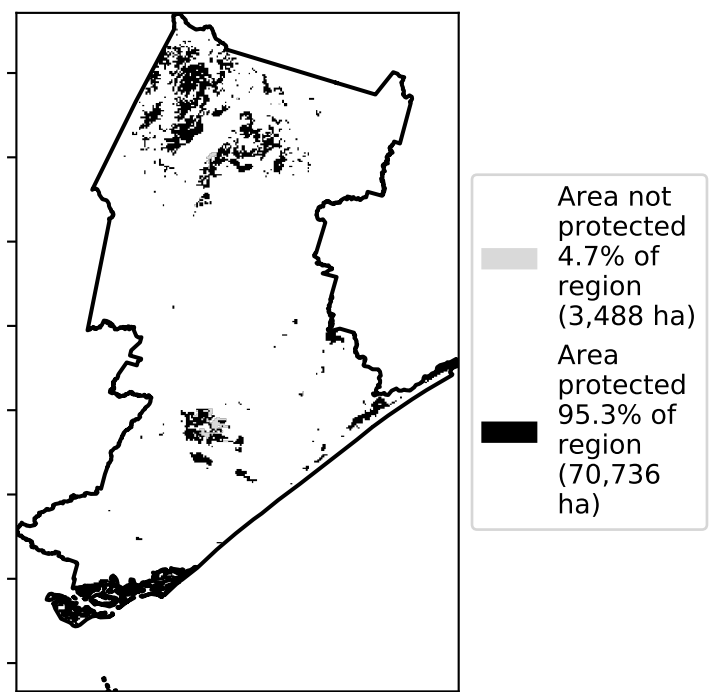 Area not
protected
4.7% of
region
(3,488 ha)
Area
protected
95.3% of
region
(70,736
ha)